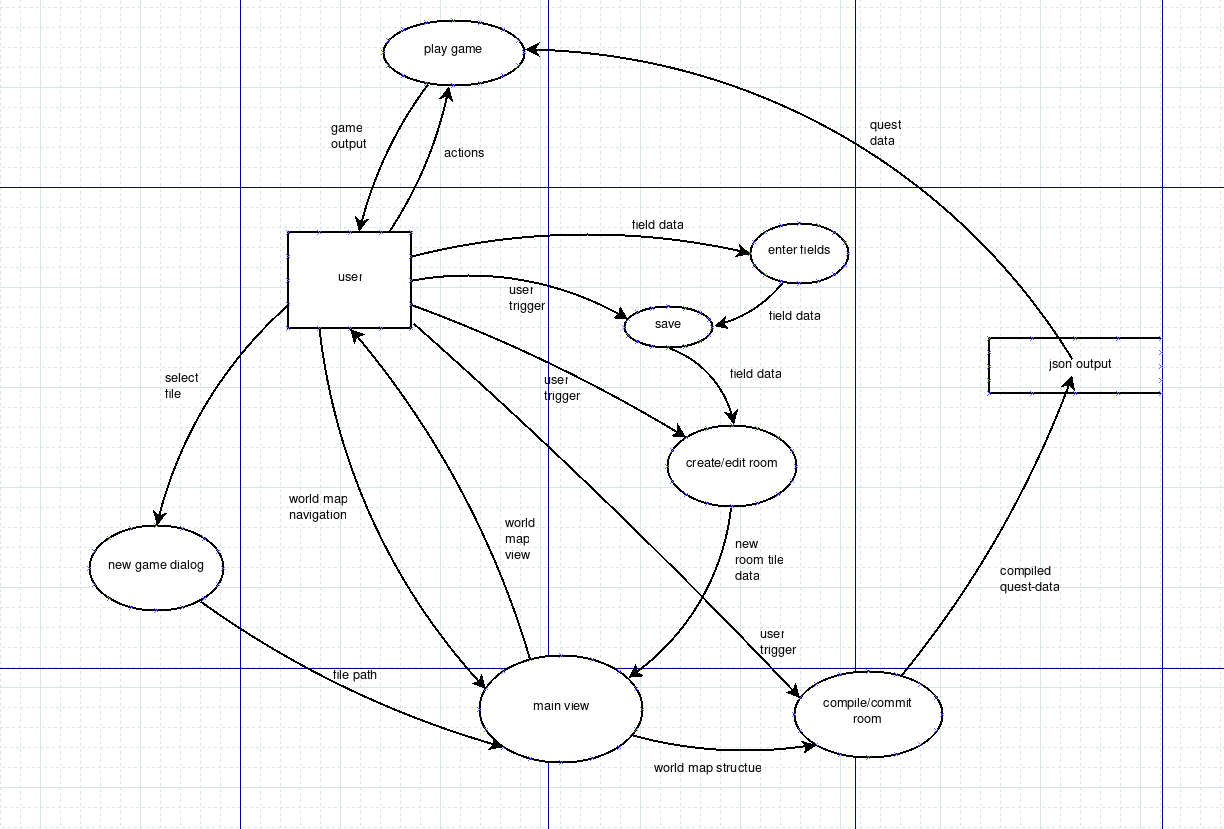 play game
game
output
actions
quest
data
user
field data
enter fields
user
trigger
save
field data
json output
select
file
user
trigger
field data
create/edit room
world map
navigation
world
map
view
new
room tile
data
new game dialog
compiled
quest-data
user
trigger
file path
main view
compile/commit
room
world map structue